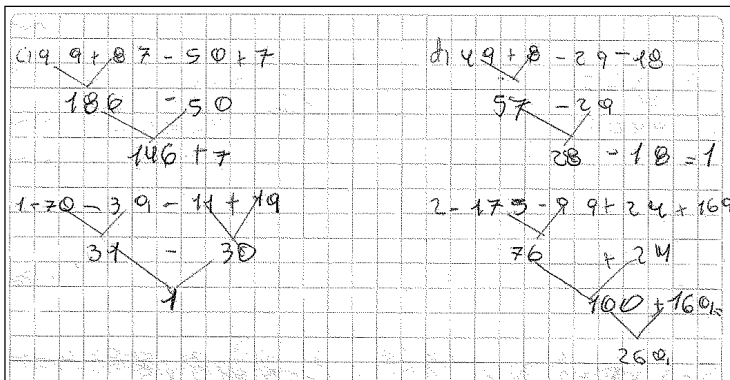 c) 99+87-50+7
186 - 50
146 + 7
d) 49+8-29-18
57 - 29
28 - 18 = 1
1-70-39-11+19
31 - 30
1
2-175-99+24+169
76 + 24
100 + 169=
269